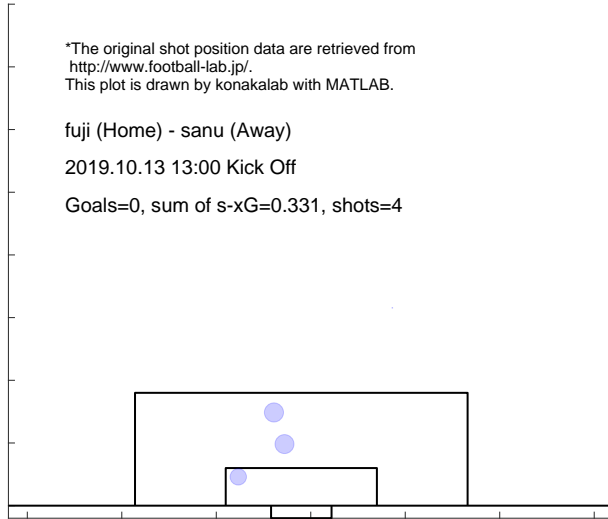 *The original shot position data are retrieved from
http://www.football-lab.jp/.
This plot is drawn by konakalab with MATLAB.
fuji (Home) - sanu (Away)
2019.10.13 13:00 Kick Off
Goals=0, sum of s-xG=0.331, shots=4